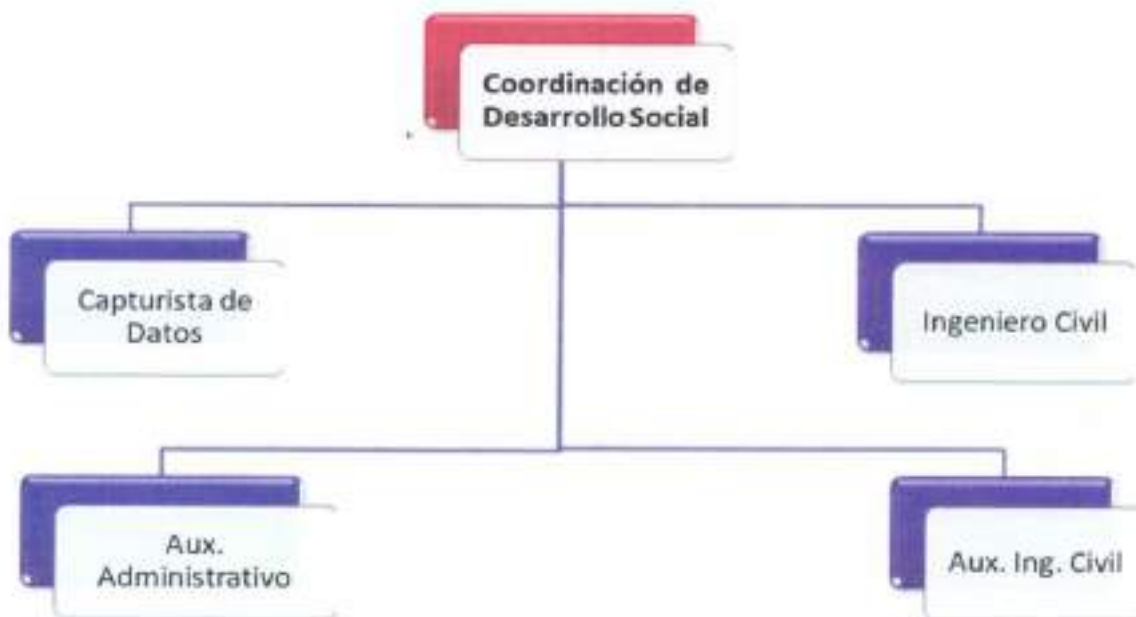 Coordinación de
Desarrollo Social
Capturista de
Datos
Ingeniero Civil
Aux.
Administrativo
Aux. Ing. Civil